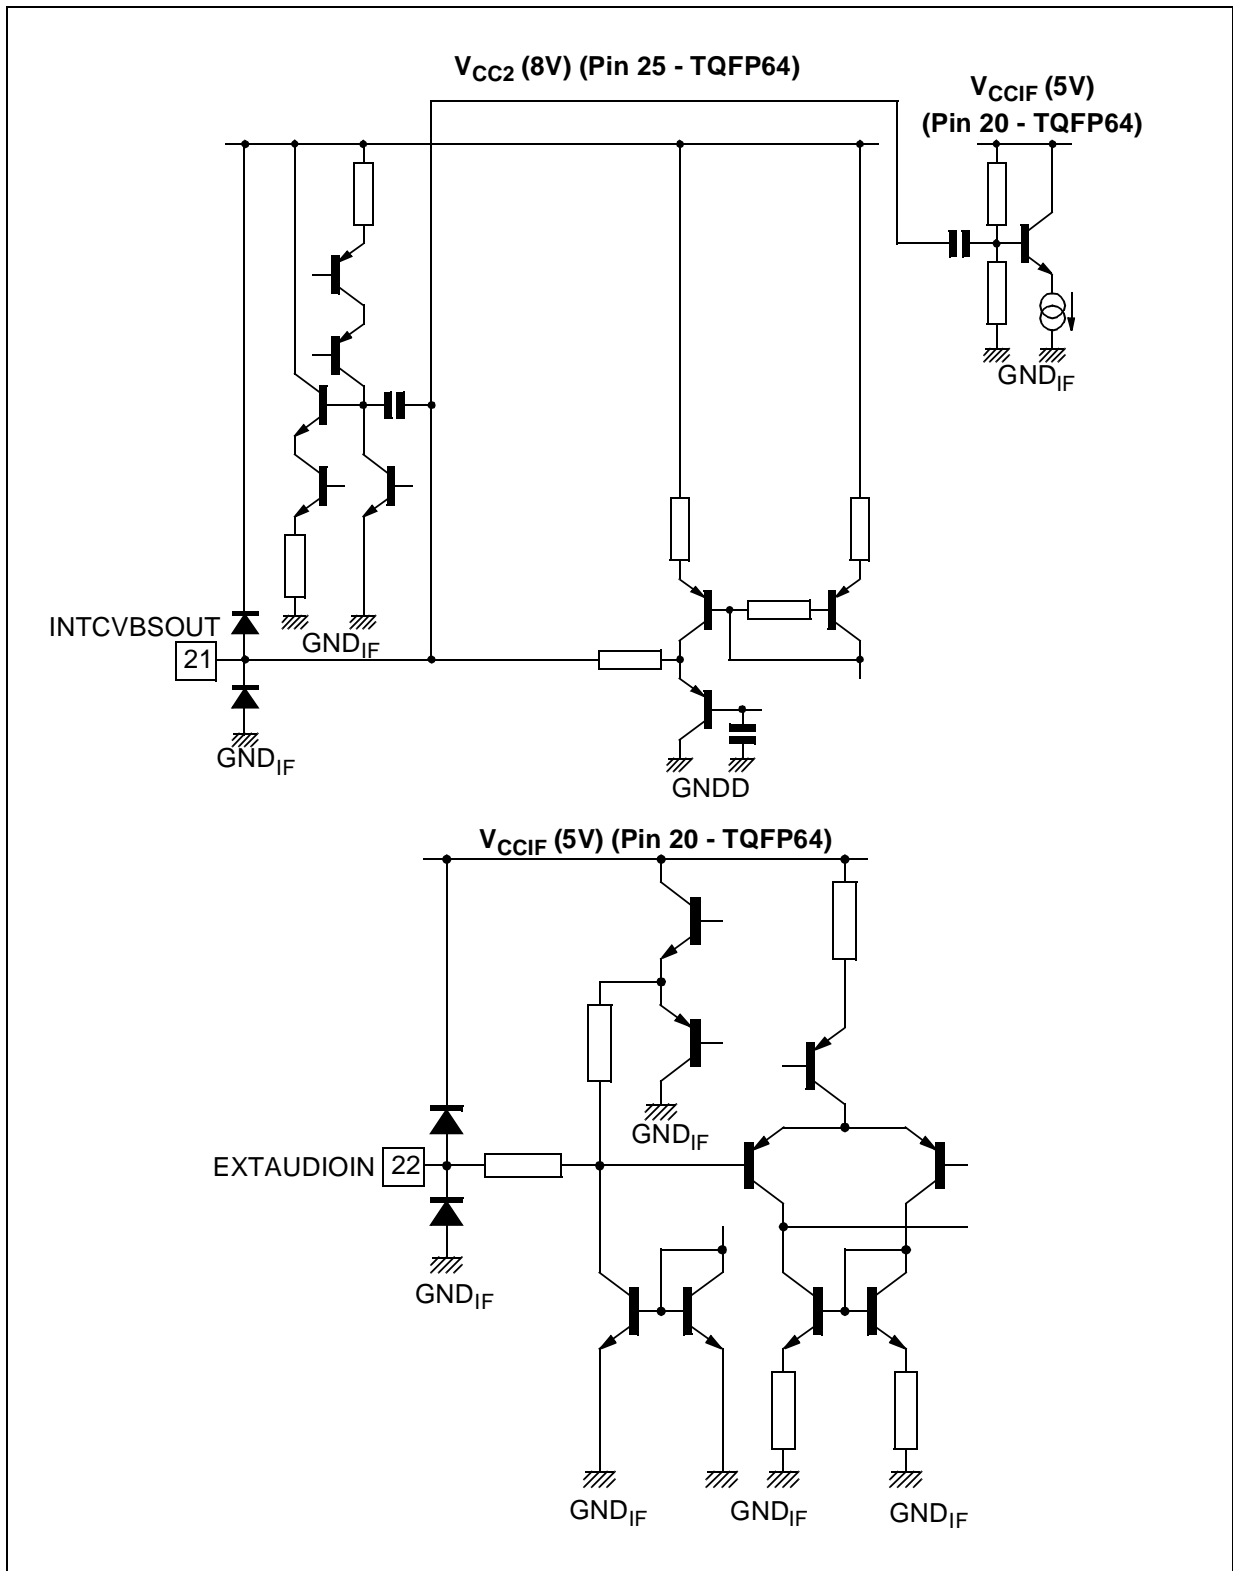 VCC2 (8V) (Pin 25 - TQFP64)
VCCIF (5V)
(Pin 20 - TQFP64)
GNDIF
INTCVBSOUT
21
GNDIF
GNDIF
GNDD
VCCIF (5V) (Pin 20 - TQFP64)
GNDIF
EXTAUDIOIN
22
GNDIF
GNDIF
GNDIF
GNDIF